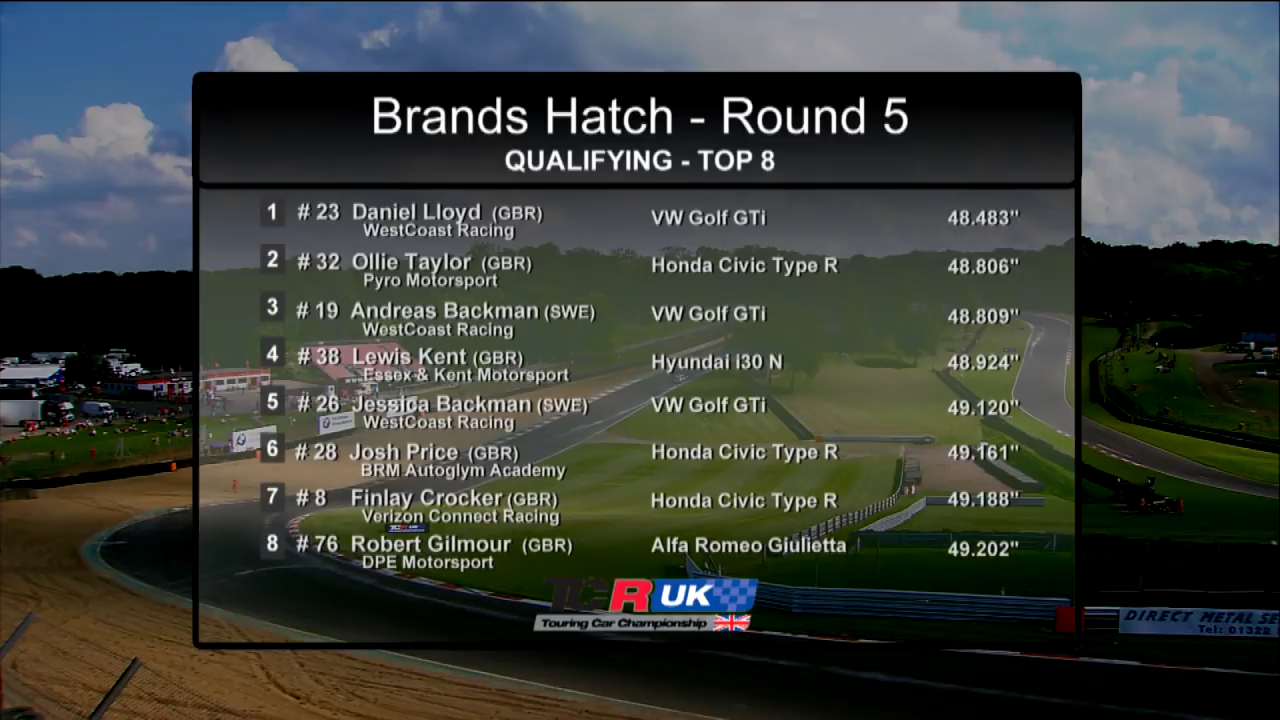 Brands Hatch - Round 5
QUALIFYING - TOP 8
1 # 23 Daniel Lloyd (GBR) VW Golf GTi 48.483"
WestCoast Racing
2 # 32 Ollie Taylor (GBR) Honda Civic Type R 48.806"
Pyro Motorsport
3 # 19 Andreas Backman (SWE) VW Golf GTi 48.809"
WestCoast Racing
4 # 38 Lewis Kent (GBR) Hyundai i30 N 48.924"
Essex & Kent Motorsport
5 # 26 Jessica Backman (SWE) VW Golf GTi 49.120"
WestCoast Racing
6 # 28 Josh Price (GBR) Honda Civic Type R 49.161"
BRM Autoglym Academy
7 # 8 Finlay Crocker (GBR) Honda Civic Type R 49.188"
Verizon Connect Racing
8 # 76 Robert Gilmour (GBR) Alfa Romeo Giulietta 49.202"
DPE Motorsport
TCR UK
Touring Car Championship
DIRECT METAL SE
Tel: 01322